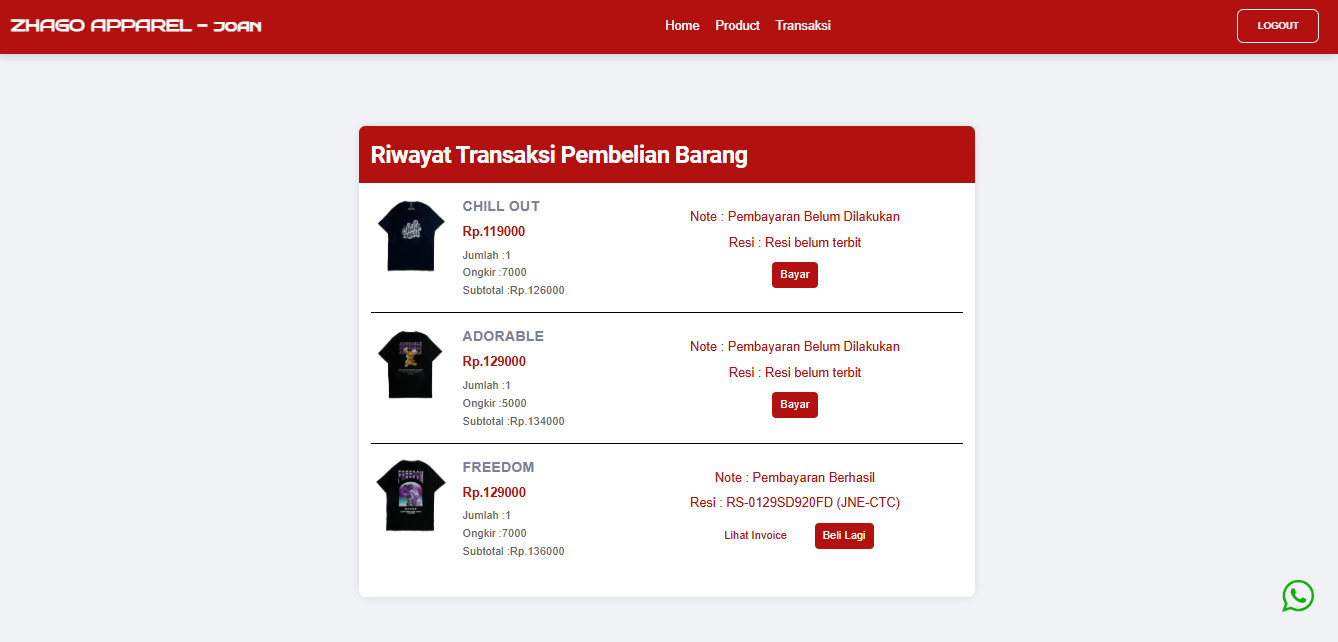 ZHAGO APPAREL - JOAN
Home Product Transaksi
LOGOUT
Riwayat Transaksi Pembelian Barang
CHILL OUT
Rp.119000
Jumlah :1
Ongkir :7000
Subtotal :Rp.126000
Note : Pembayaran Belum Dilakukan
Resi : Resi belum terbit
Bayar
ADORABLE
Rp.129000
Jumlah :1
Ongkir :5000
Subtotal :Rp.134000
Note : Pembayaran Belum Dilakukan
Resi : Resi belum terbit
Bayar
FREEDOM
FREEDOM
Rp.129000
Jumlah :1
Ongkir :7000
Subtotal :Rp.136000
Note : Pembayaran Berhasil
Resi : RS-0129SD920FD (JNE-CTC)
Lihat Invoice Beli Lagi